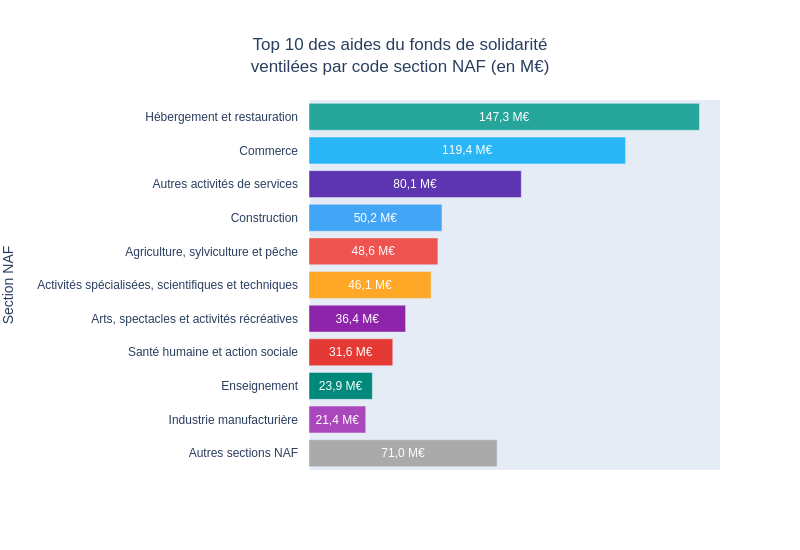 Top 10 des aides du fonds de solidarité
ventilées par code section NAF (en M€)
Section NAF
Hébergement et restauration 147,3 M€
Commerce 119,4 M€
Autres activités de services 80,1 M€
Construction 50,2 M€
Agriculture, sylviculture et pêche 48,6 M€
Activités spécialisées, scientifiques et techniques 46,1 M€
Arts, spectacles et activités récréatives 36,4 M€
Santé humaine et action sociale 31,6 M€
Enseignement 23,9 M€
Industrie manufacturière 21,4 M€
Autres sections NAF 71,0 M€